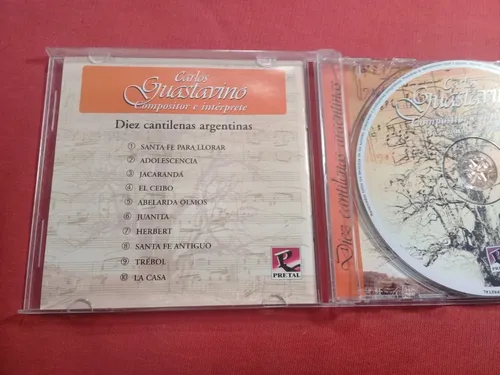 Carlos
Guastavino
Compositor e intérprete
Diez cantilenas argentinas
1 SANTA FE PARA LLORAR
2 ADOLESCENCIA
3 JACARANDÁ
4 EL CEIBO
5 ABELARDA OLMOS
6 JUANITA
7 HERBERT
8 SANTA FE ANTIGUO
9 TRÉBOL
10 LA CASA
PRETAL
Diez cantilenas argentinas
PRETAL
Carlos
Guastavino
Compositor e